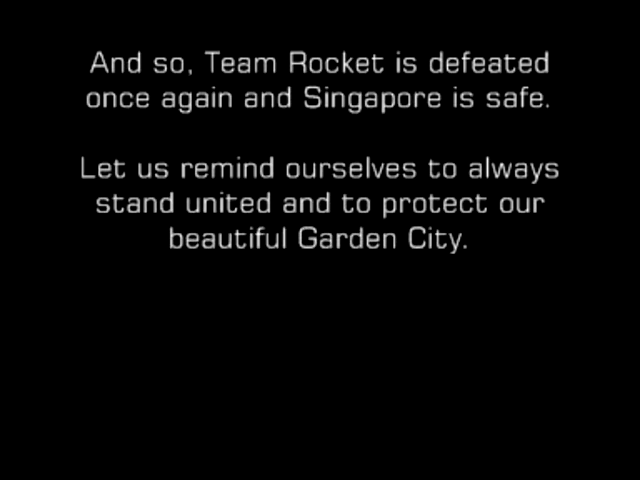 And so, Team Rocket is defeated
once again and Singapore is safe.
Let us remind ourselves to always
stand united and to protect our
beautiful Garden City.